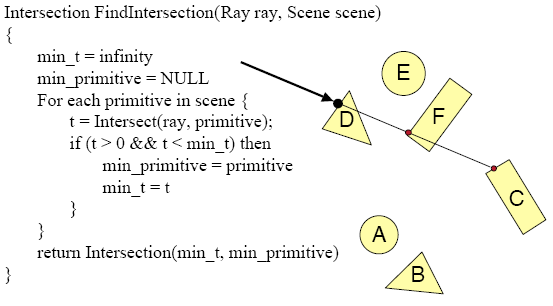 Intersection FindIntersection(Ray ray, Scene scene)
{
min_t = infinity
min_primitive = NULL
For each primitive in scene {
t = Intersect(ray, primitive);
if (t > 0 && t < min_t) then
min_primitive = primitive
min_t = t
}
}
return Intersection(min_t, min_primitive)
}
E
D
F
C
A
B